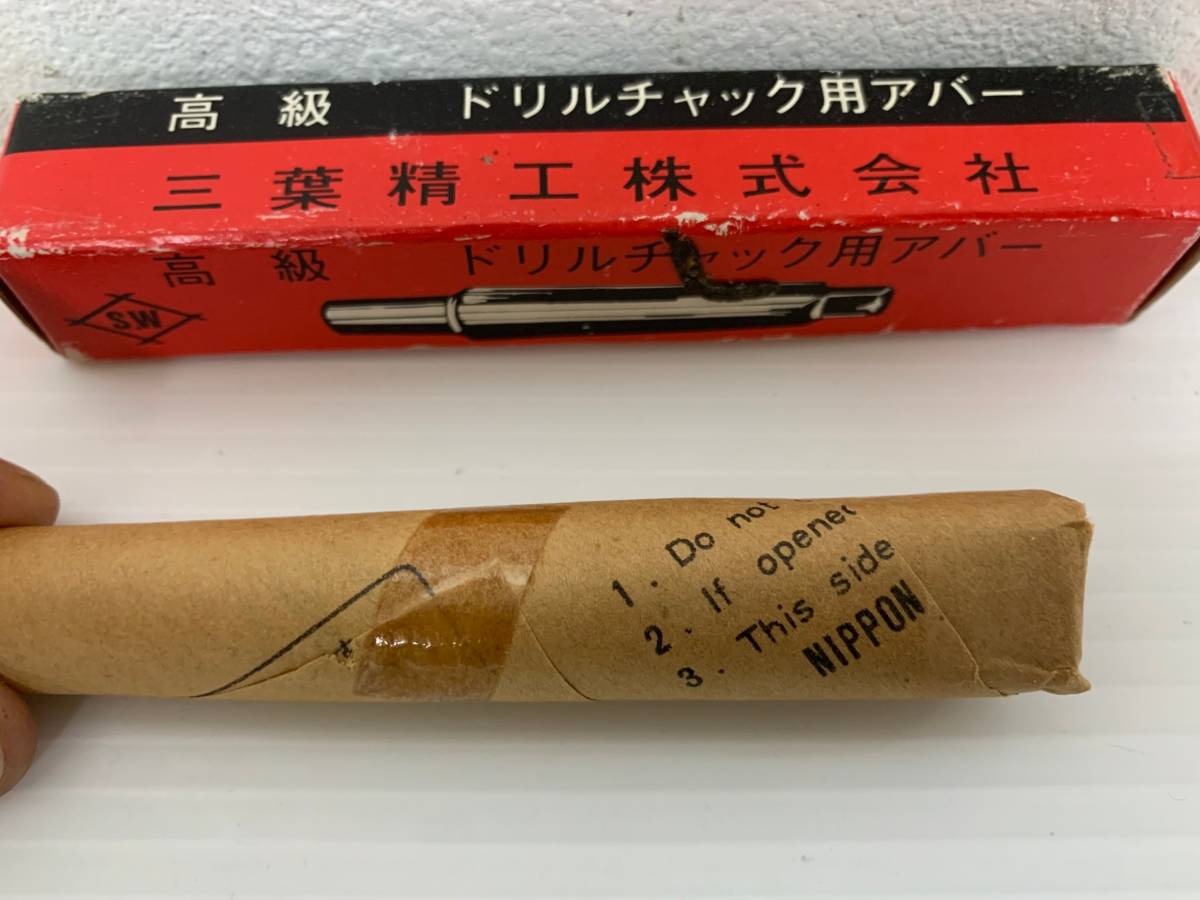 高級 ドリルチャック用アバー
三葉精工株式会社
高級 ドリルチャック用アバー
SW
1. Do not
2. If opened
3. This side
NIPPON